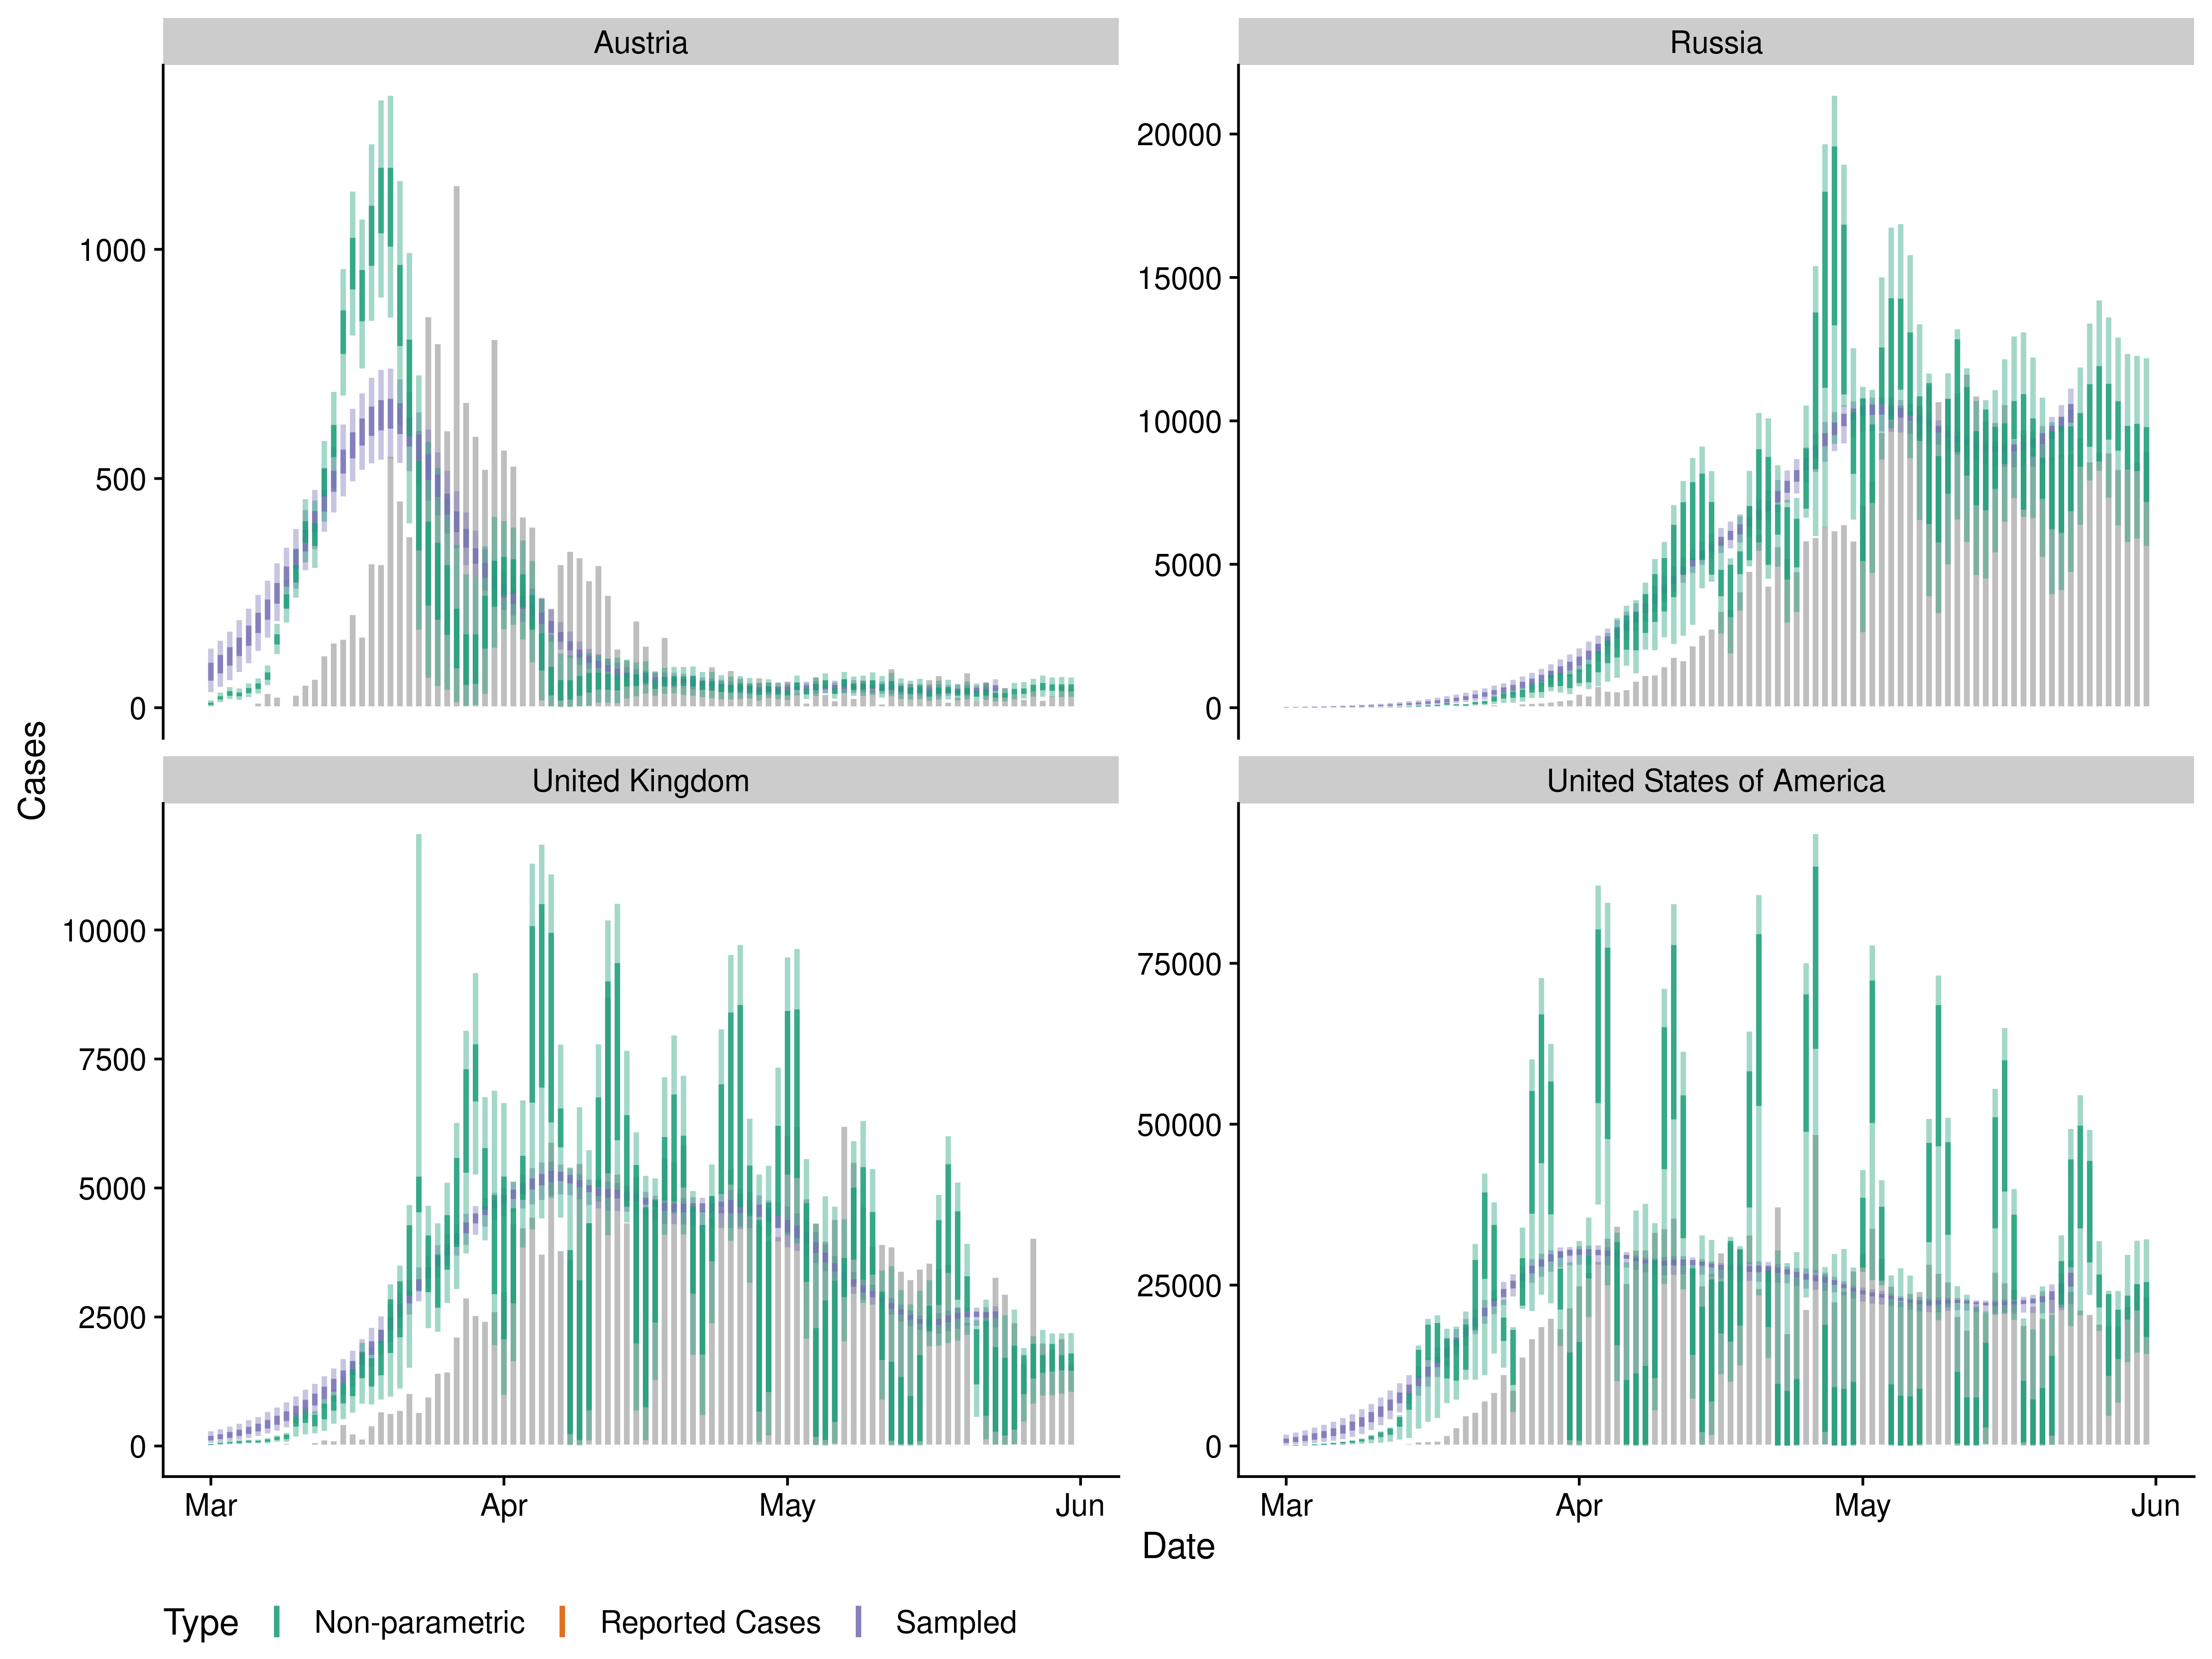 Austria
Russia
1000
500
0
20000
15000
10000
5000
0
Cases
United Kingdom
United States of America
10000
7500
5000
2500
0
75000
50000
25000
0
Mar Apr May Jun
Mar Apr May Jun
Date
Type Non-parametric Reported Cases Sampled